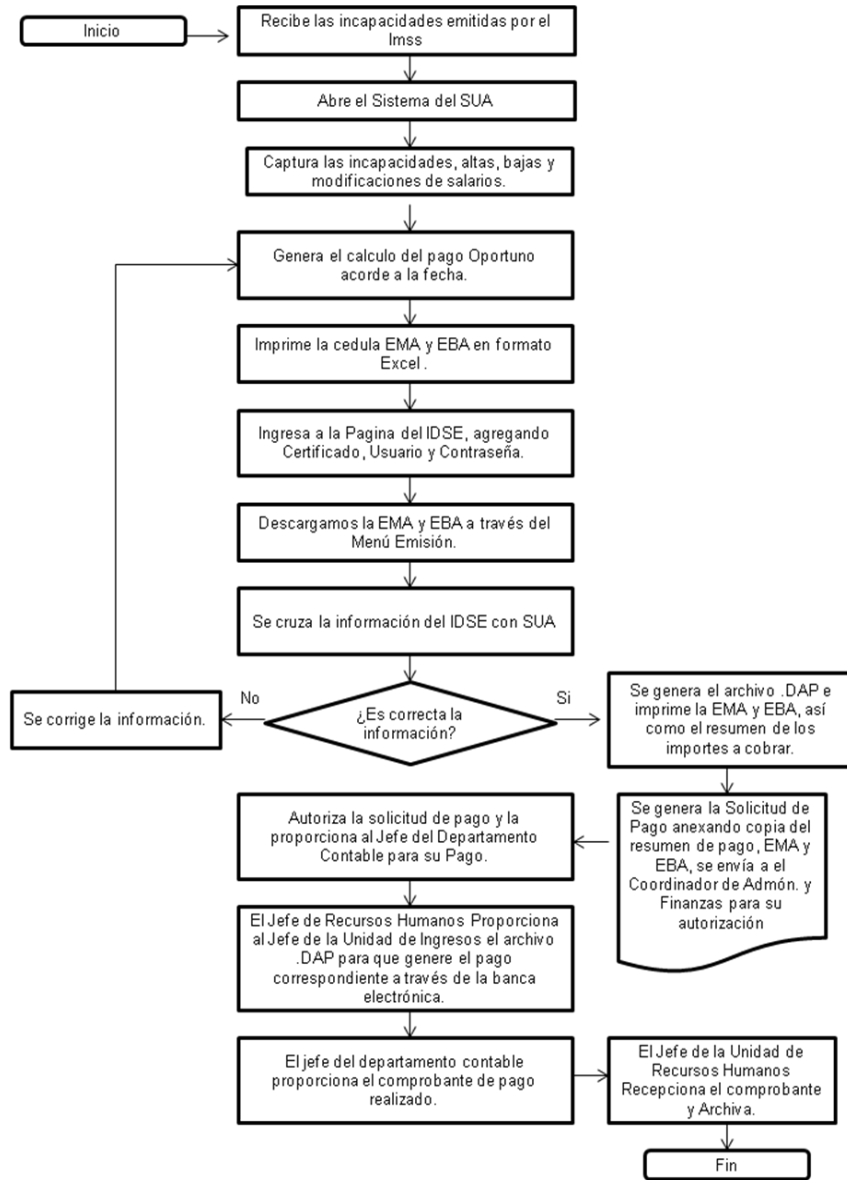 Inicio
Recibe las incapacidades emitidas por el
Imss
Abre el Sistema del SUA
Captura las incapacidades, altas, bajas y
modificaciones de salarios.
Genera el calculo del pago Oportuno
acorde a la fecha.
Imprime la cedula EMA y EBA en formato
Excel .
Ingresa a la Pagina del IDSE, agregando
Certificado, Usuario y Contraseña.
Descargamos la EMA y EBA a través del
Menú Emisión.
Se cruza la información del IDSE con SUA
¿Es correcta la
información?
No
Se corrige la información.
Si
Se genera el archivo .DAP e
imprime la EMA y EBA, así
como el resumen de los
importes a cobrar.
Se genera la Solicitud de
Pago anexando copia del
resumen de pago, EMA y
EBA, se envía a el
Coordinador de Admón. y
Finanzas para su
autorización
Autoriza la solicitud de pago y la
proporciona al Jefe del Departamento
Contable para su Pago.
El Jefe de Recursos Humanos Proporciona
al Jefe de la Unidad de Ingresos el archivo
.DAP para que genere el pago
correspondiente a través de la banca
electrónica.
El jefe del departamento contable
proporciona el comprobante de pago
realizado.
El Jefe de la Unidad de
Recursos Humanos
Recepciona el comprobante
y Archiva.
Fin